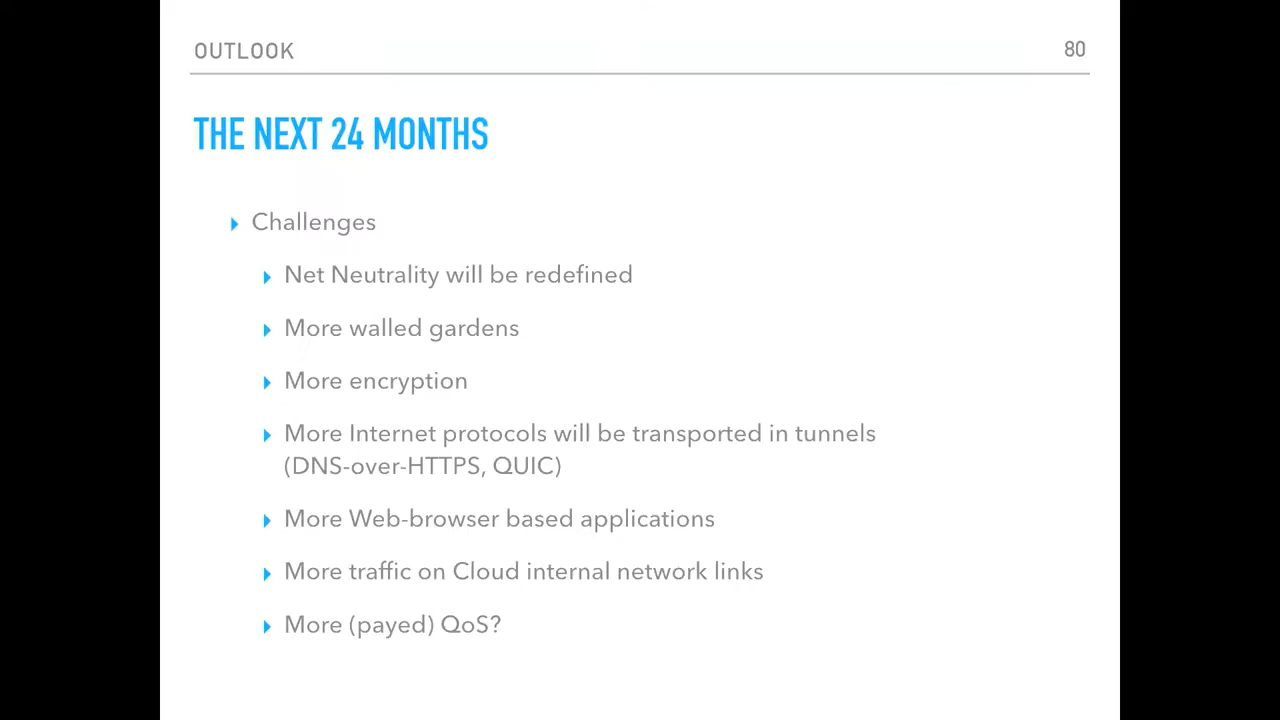 OUTLOOK
80
THE NEXT 24 MONTHS
Challenges
Net Neutrality will be redefined
More walled gardens
More encryption
More Internet protocols will be transported in tunnels
(DNS-over-HTTPS, QUIC)
More Web-browser based applications
More traffic on Cloud internal network links
More (payed) QoS?